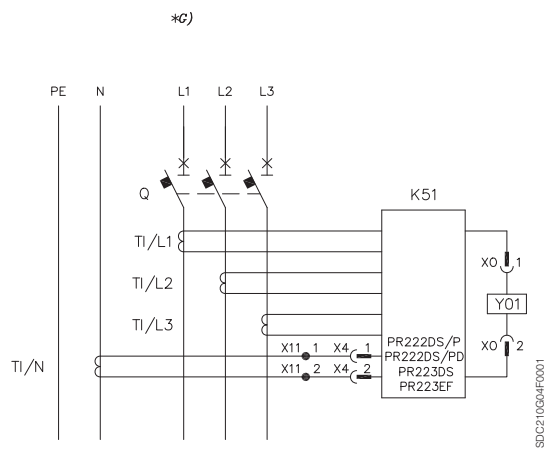 *G)
PE N L1 L2 L3
Q
K51
TI/L1
X0 1
TI/L2
Y01
TI/L3
X0 2
PR222DS/P
X11 1 X4 1
PR222DS/PD
TI/N
X11 2 X4 2
PR223DS
PR223EF
SDC210G04F0001